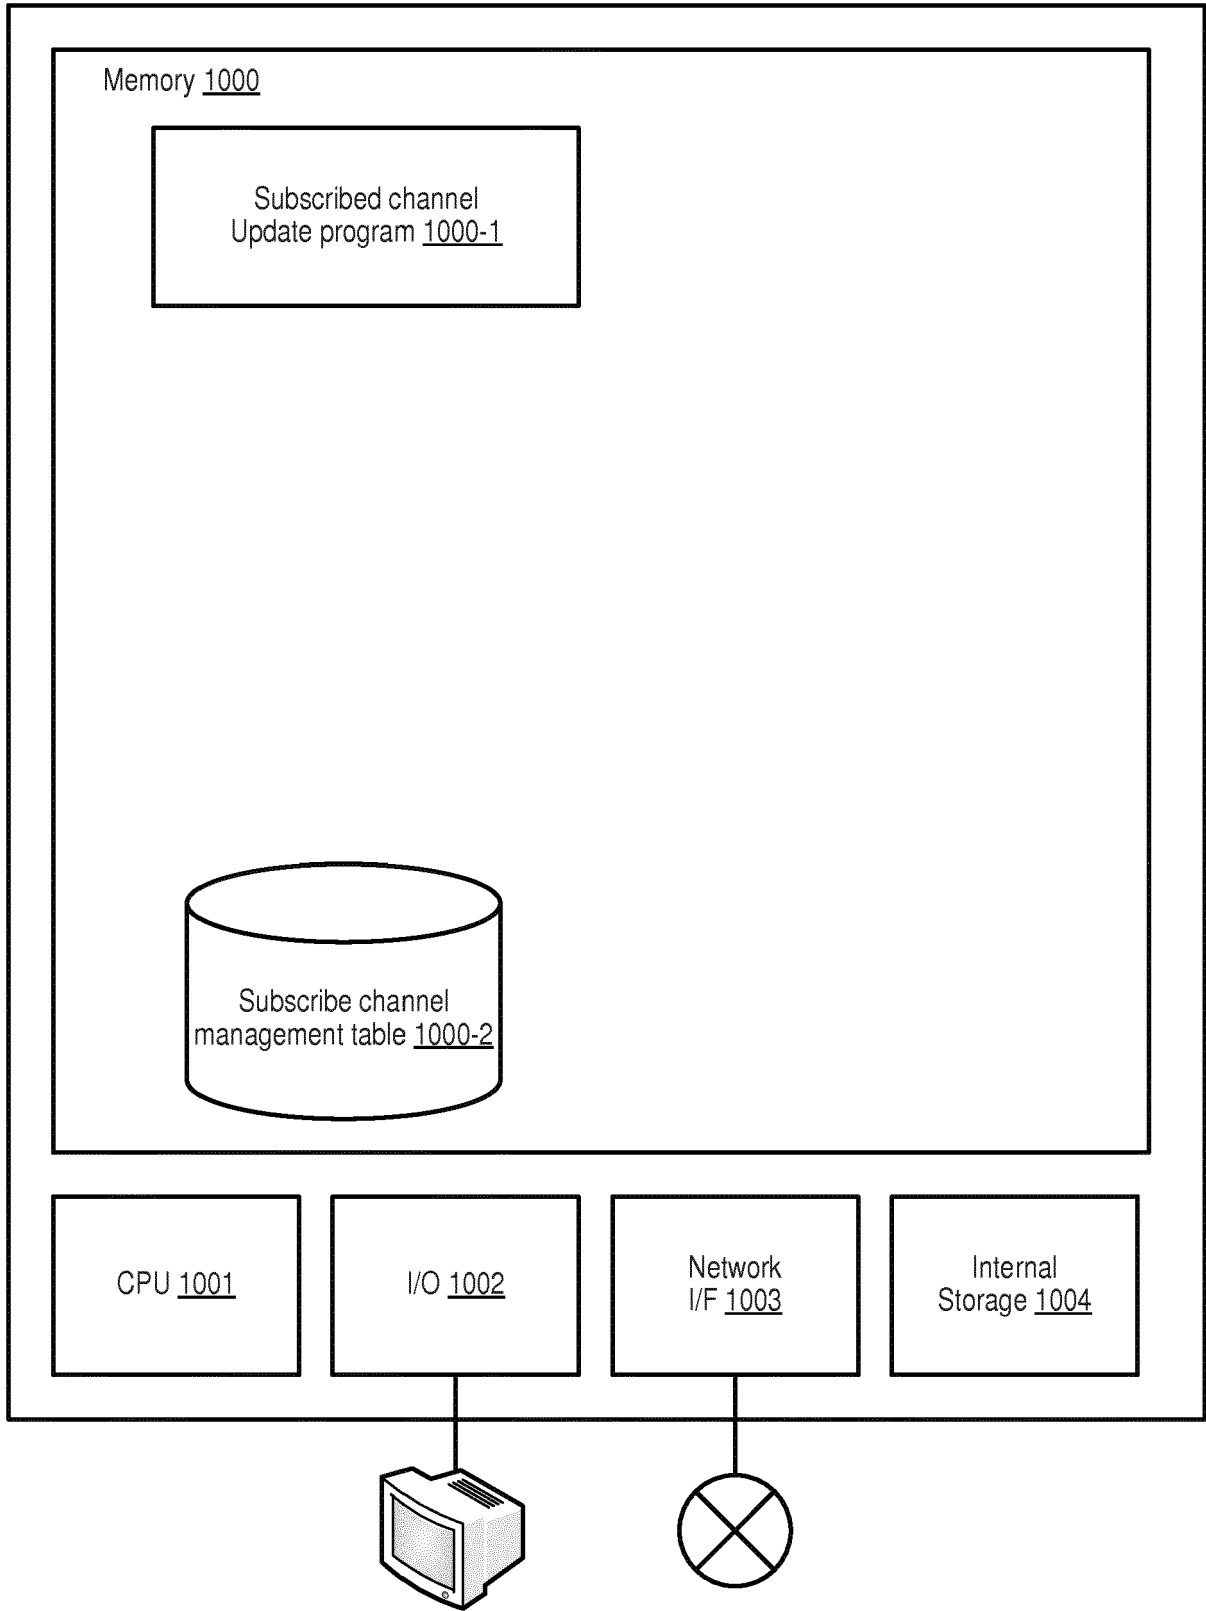 Memory 1000
Subscribed channel
Update program 1000-1
Subscribe channel
management table 1000-2
CPU 1001
I/O 1002
Network
I/F 1003
Internal
Storage 1004